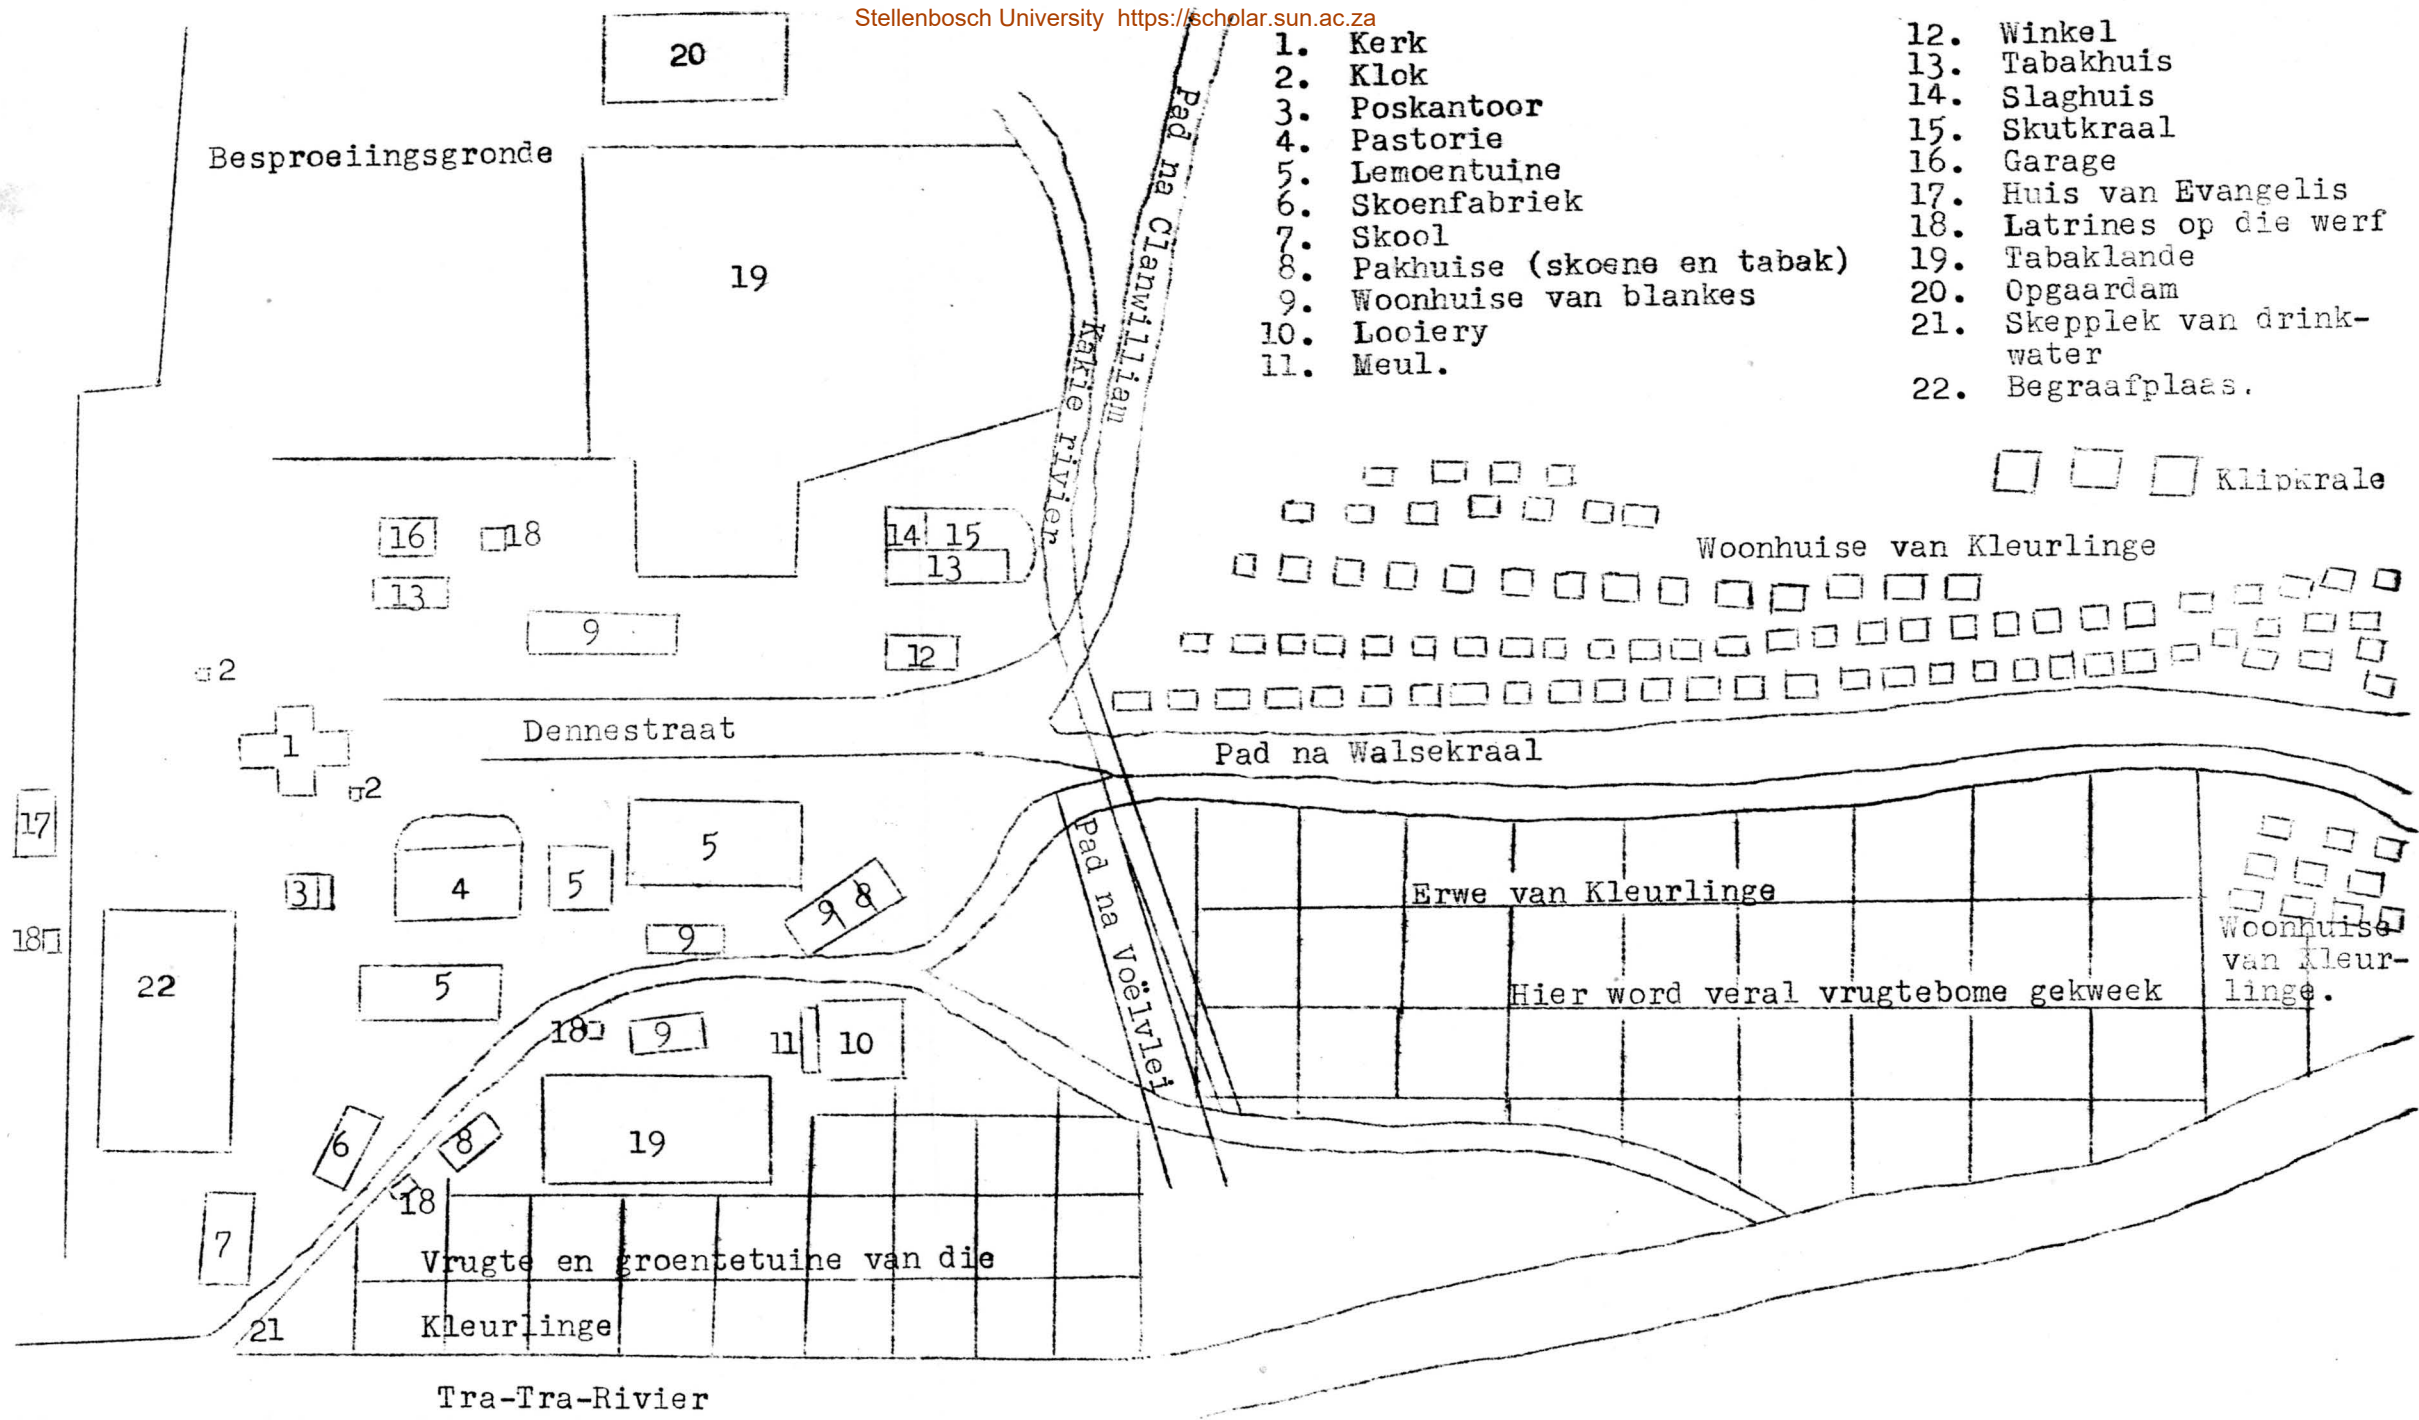 Stellenbosch University https://scholar.sun.ac.za
1. Kerk
2. Klok
3. Poskantoor
4. Pastorie
5. Lemoentuine
6. Skoenfabriek
7. Skool
8. Pakhuise (skoene en tabak)
9. Woonhuise van blankes
10. Looiery
11. Meul.
12. Winkel
13. Tabakhuis
14. Slaghuis
15. Skutkraal
16. Garage
17. Huis van Evangelis
18. Latrines op die werf
19. Tabaklande
20. Opgaardam
21. Skepplek van drink-
water
22. Begraafplaas.
20
Besproeiingsgronde
19
Pad na Clanwilliam
Kakie rivier
Klipkrale
Woonhuise van Kleurlinge
16
18
14
15
13
13
9
12
2
1
Dennestraat
Pad na Walsekraal
2
17
5
3
4
5
9
8
Pad na Voëlvlei
Erwe van Kleurlinge
18
9
Woonhuise
van Kleur-
linge.
22
5
Hier word veral vrugtebome gekweek
18
9
11
10
6
8
19
18
7
Vrugte en groentetuine van die
Kleurlinge
21
Tra-Tra-Rivier